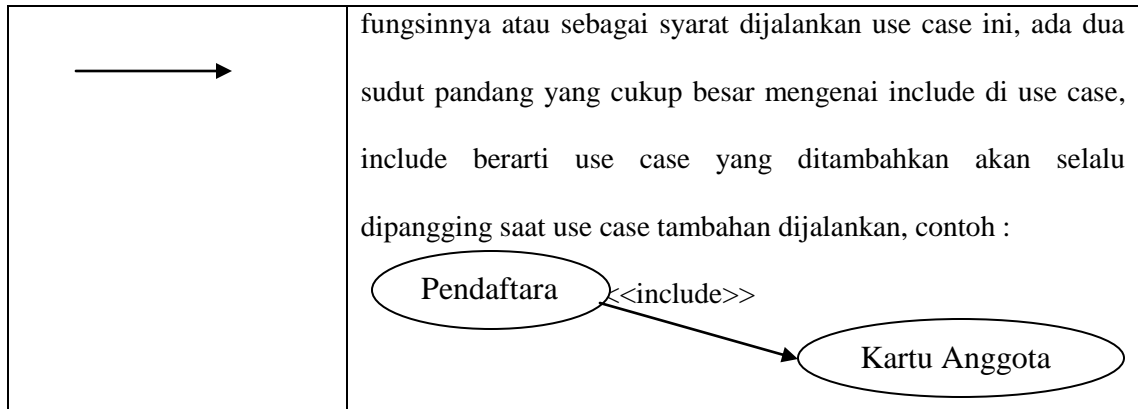 fungsinnya atau sebagai syarat dijalankan use case ini, ada dua
sudut pandang yang cukup besar mengenai include di use case,
include berarti use case yang ditambahkan akan selalu
dipangging saat use case tambahan dijalankan, contoh :
Pendaftara <<include>>
Kartu Anggota